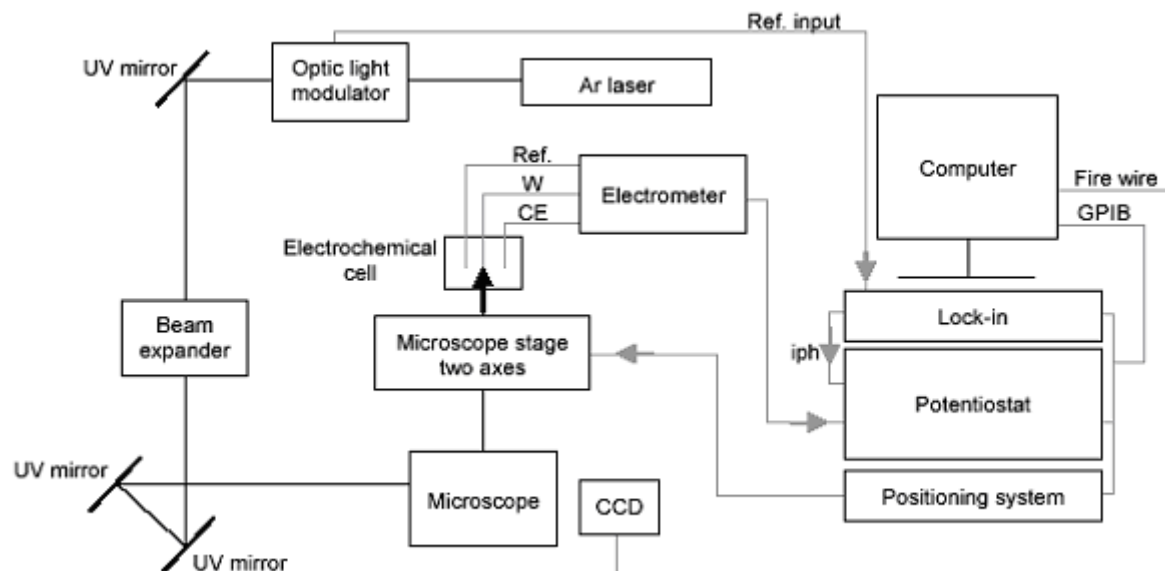 Ref. input
UV mirror
Optic light
modulator
Ar laser
Computer
Ref.
W
CE
Electrometer
Fire wire
GPIB
Electrochemical
cell
Beam
expander
Microscope stage
two axes
Lock-in
iph
Potentiostat
UV mirror
Microscope
CCD
Positioning system
UV mirror